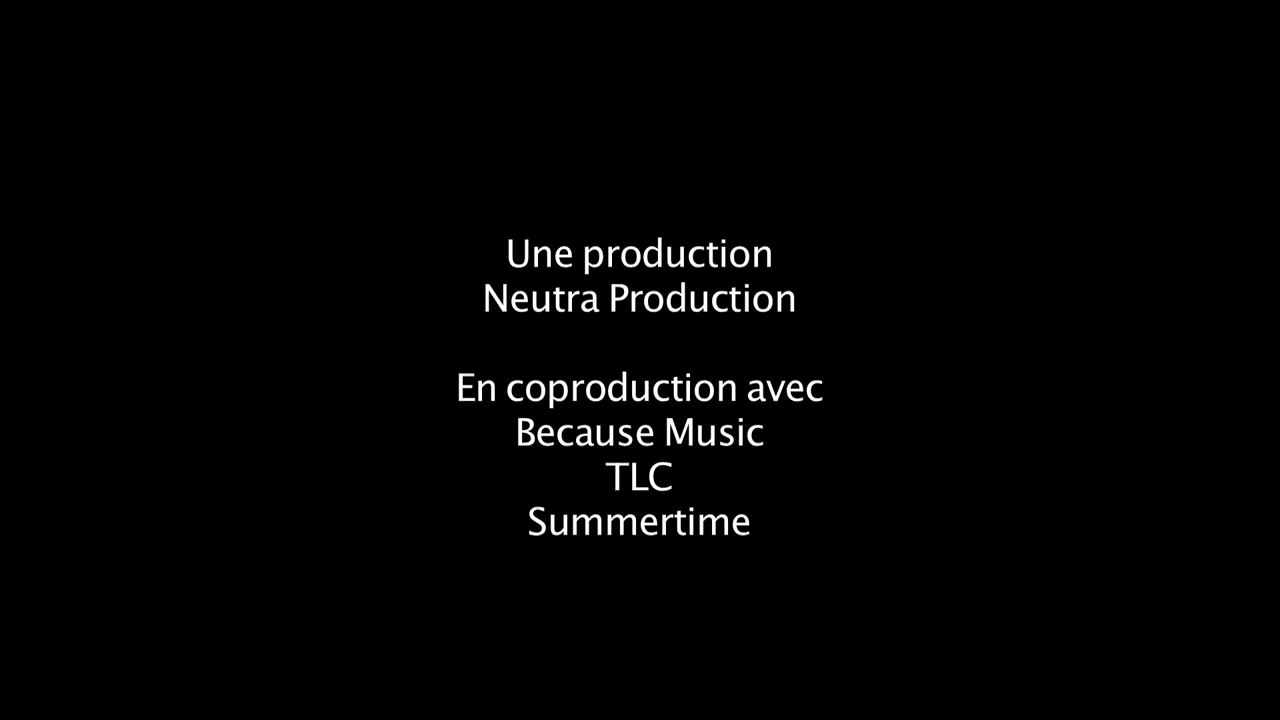 Une production
Neutra Production
En coproduction avec
Because Music
TLC
Summertime